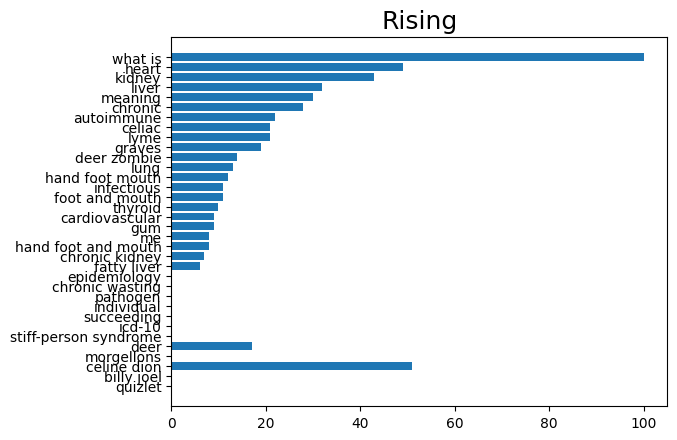 Rising
what is
heart
kidney
liver
meaning
chronic
autoimmune
celiac
lyme
graves
deer zombie
lung
hand foot mouth
infectious
foot and mouth
thyroid
cardiovascular
gum
me
hand foot and mouth
chronic kidney
fatty liver
epidemiology
chronic wasting
pathogen
individual
succeeding
icd-10
stiff-person syndrome
deer
morgellons
celine dion
billy joel
quizlet
0 20 40 60 80 100